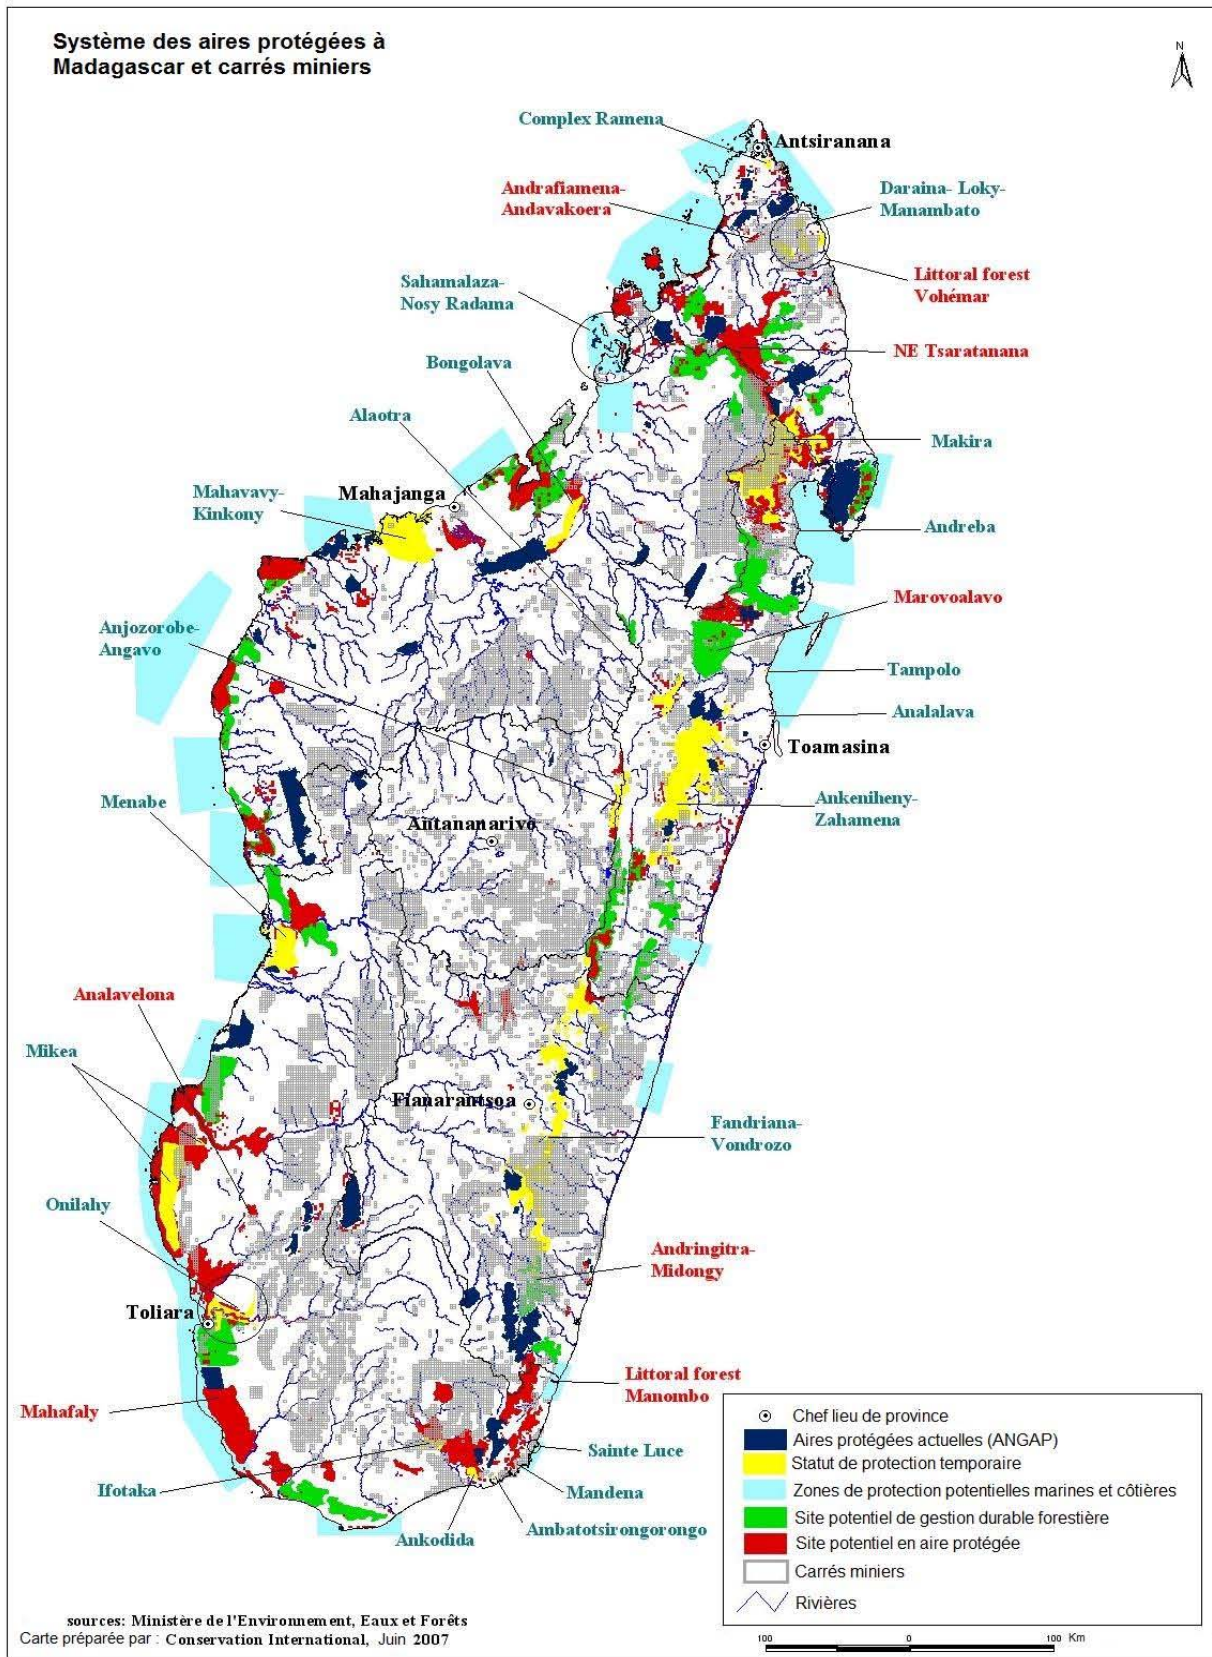 Système des aires protégées à
Madagascar et carrés miniers
N
Complex Ramena
Antsiranana
Andrafiamena-
Andavakoera
Daraina- Loky-
Manambato
Littoral forest
Vohémar
Sahamalaza-
Nosy Radama
NE Tsaratanana
Bongolava
Alaotra
Makira
Mahavavy-
Kinkony
Mahajanga
Andreba
Marovoalavo
Anjozorobe-
Angavo
Tampolo
Analalava
Toamasina
Menabe
Ankeniheny-
Zahamena
Antananarivo
Analavelona
Mikea
Fianarantsoa
Fandriana-
Vondrozo
Onilahy
Andringitra-
Midongy
Toliara
Littoral forest
Manombo
Mahafaly
Sainte Luce
Ifotaka
Mandena
Ambatotsirongorongo
Ankodida
Chef lieu de province
Aires protégées actuelles (ANGAP)
Statut de protection temporaire
Zones de protection potentielles marines et côtières
Site potentiel de gestion durable forestière
Site potentiel en aire protégée
Carrés miniers
Rivières
sources: Ministère de l'Environnement, Eaux et Forêts
Carte préparée par : Conservation International, Juin 2007
100 0 100 Km